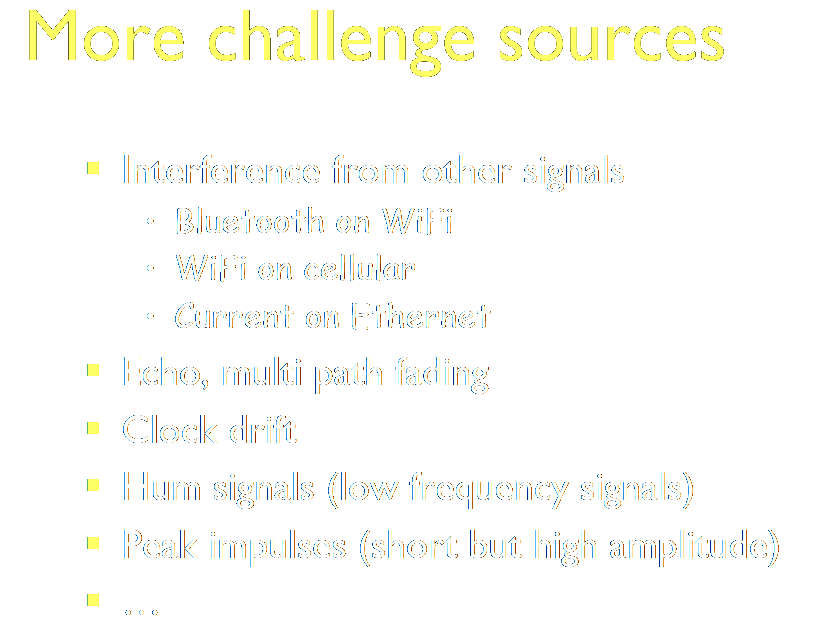 More challenge sources
▪ Interference from other signals
• Bluetooth on WiFi
• WiFi on cellular
• Current on Ethernet
▪ Echo, multi path fading
▪ Clock drift
▪ Hum signals (low frequency signals)
▪ Peak impulses (short but high amplitude)
▪ …